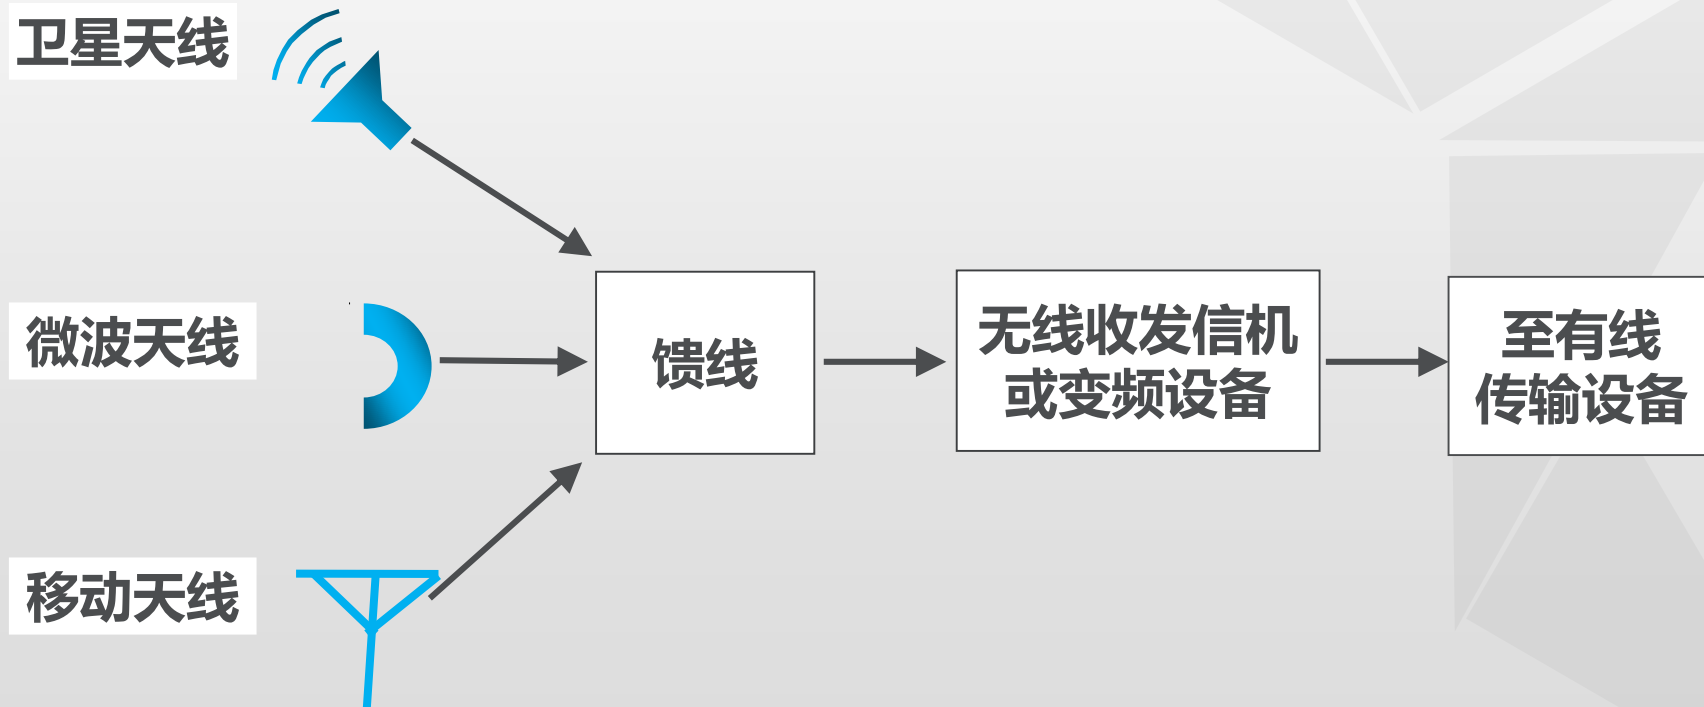 卫星天线
微波天线
移动天线
馈线
无线收发信机
或变频设备
至有线
传输设备